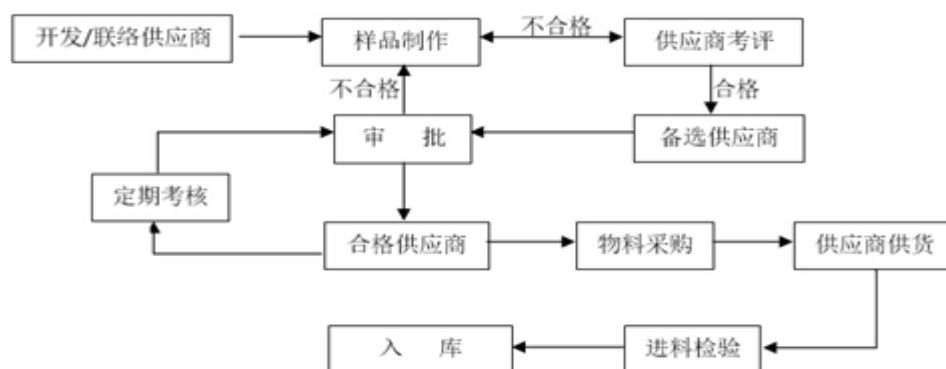 开发/联络供应商
样品制作
不合格
供应商考评
不合格
合格
审 批
备选供应商
定期考核
合格供应商
物料采购
供应商供货
入 库
进料检验